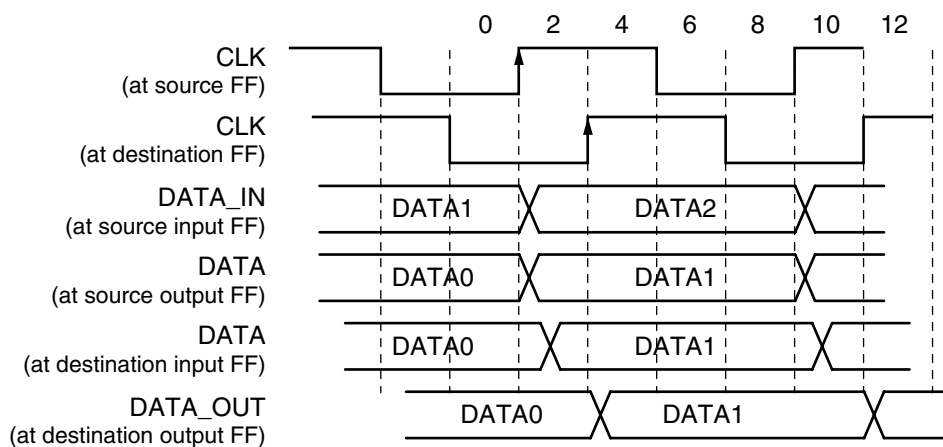 0 2 4 6 8 10 12
CLK
(at source FF)
CLK
(at destination FF)
DATA_IN
(at source input FF)
DATA1 DATA2
DATA
(at source output FF)
DATA0 DATA1
DATA
(at destination input FF)
DATA0 DATA1
DATA_OUT
(at destination output FF)
DATA0 DATA1